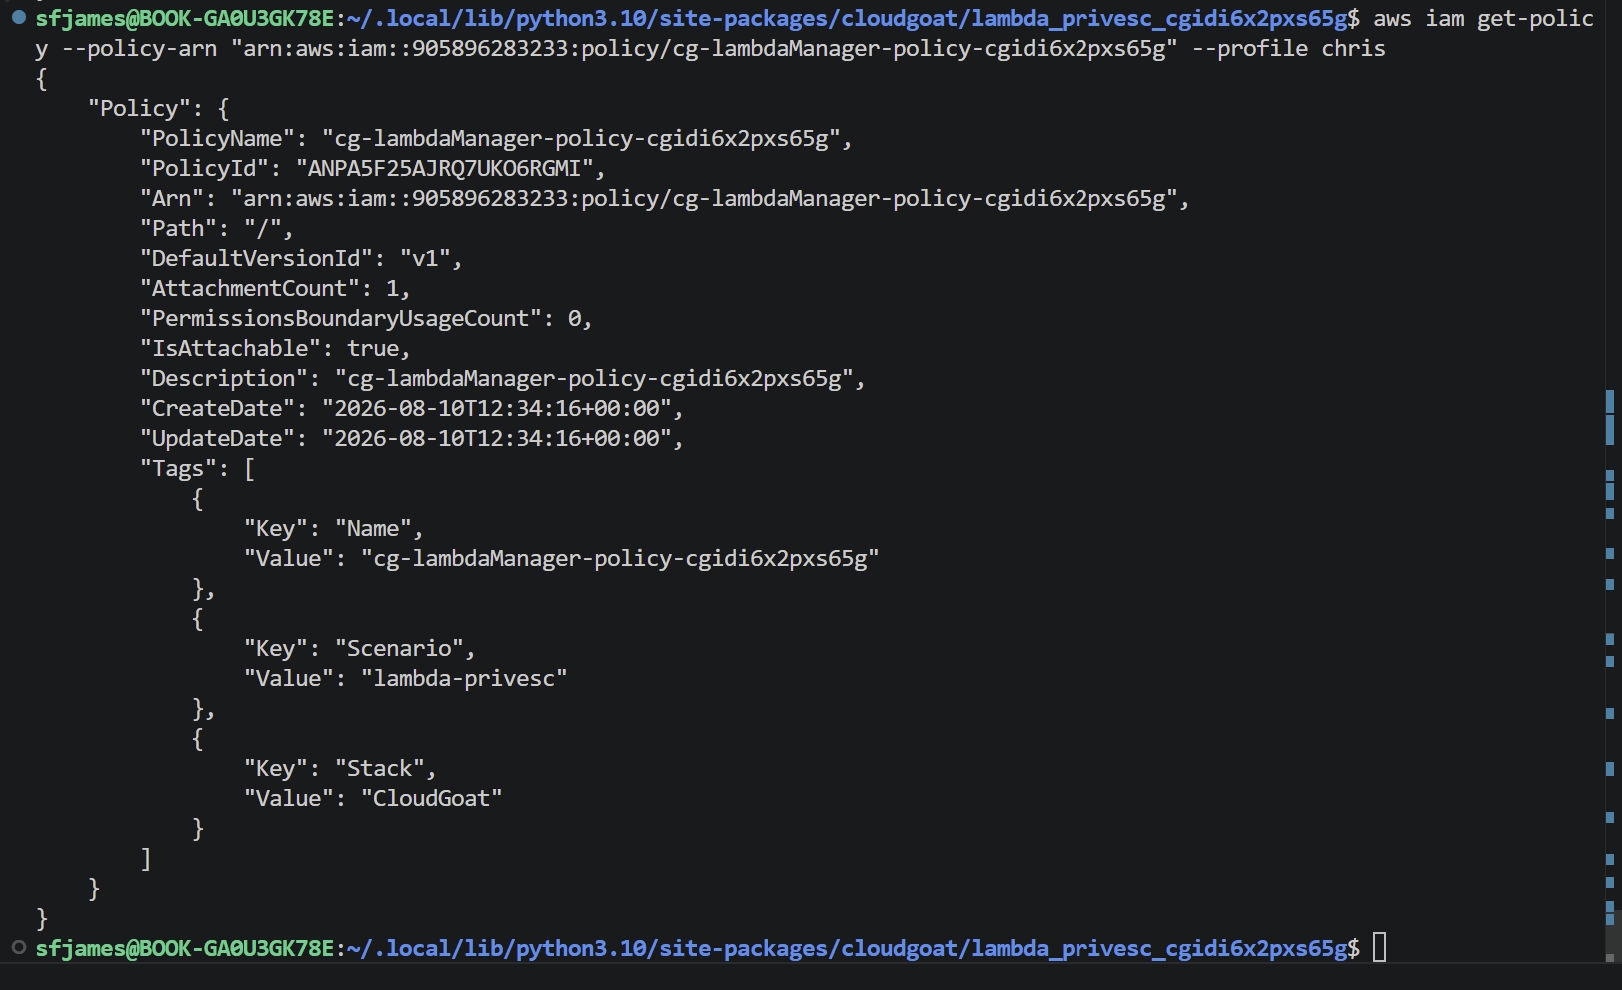 sfjames@BOOK-GA0U3GK78E:~/.local/lib/python3.10/site-packages/cloudgoat/lambda_privesc_cgidi6x2pxs65g$ aws iam get-polic
y --policy-arn "arn:aws:iam::905896283233:policy/cg-lambdaManager-policy-cgidi6x2pxs65g" --profile chris
{
    "Policy": {
        "PolicyName": "cg-lambdaManager-policy-cgidi6x2pxs65g",
        "PolicyId": "ANPA5F25AJRQ7UKO6RGMI",
        "Arn": "arn:aws:iam::905896283233:policy/cg-lambdaManager-policy-cgidi6x2pxs65g",
        "Path": "/",
        "DefaultVersionId": "v1",
        "AttachmentCount": 1,
        "PermissionsBoundaryUsageCount": 0,
        "IsAttachable": true,
        "Description": "cg-lambdaManager-policy-cgidi6x2pxs65g",
        "CreateDate": "2026-08-10T12:34:16+00:00",
        "UpdateDate": "2026-08-10T12:34:16+00:00",
        "Tags": [
            {
                "Key": "Name",
                "Value": "cg-lambdaManager-policy-cgidi6x2pxs65g"
            },
            {
                "Key": "Scenario",
                "Value": "lambda-privesc"
            },
            {
                "Key": "Stack",
                "Value": "CloudGoat"
            }
        ]
    }
}
sfjames@BOOK-GA0U3GK78E:~/.local/lib/python3.10/site-packages/cloudgoat/lambda_privesc_cgidi6x2pxs65g$